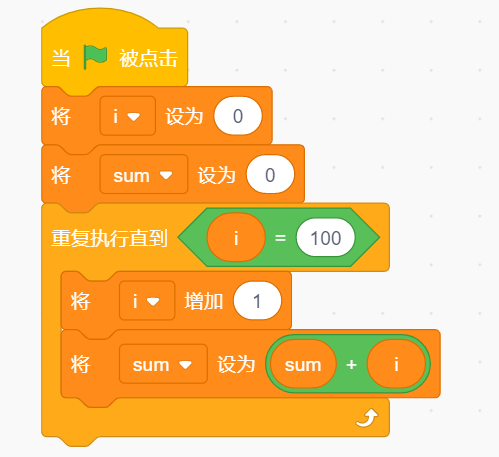 当 被点击
将 i 设为 0
将 sum 设为 0
重复执行直到 i = 100
将 i 增加 1
将 sum 设为 sum + i